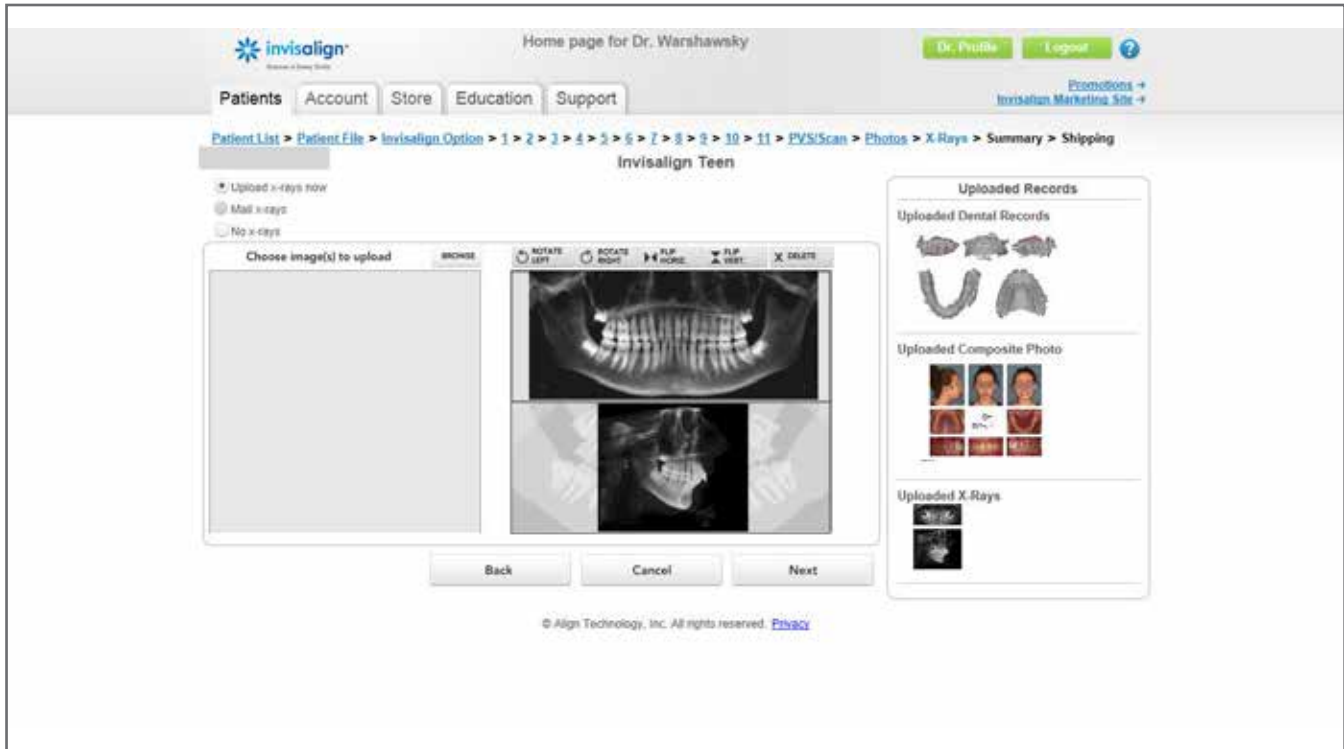 invisalign
Home page for Dr. Warshawsky
Dr. Profile
Logout
?
Promotions →
Invisalign Marketing Site →
Patients
Account
Store
Education
Support
Patient List > Patient File > Invisalign Option > 1 > 2 > 3 > 4 > 5 > 6 > 7 > 8 > 9 > 10 > 11 > PVS/Scan > Photos > X-Rays > Summary > Shipping
Invisalign Teen
Upload x-rays now
Mail x-rays
No x-rays
Choose image(s) to upload
BROWSE
ROTATE LEFT
ROTATE RIGHT
FLIP HORIZ.
FLIP VERT.
X DELETE
Uploaded Records
Uploaded Dental Records
Uploaded Composite Photo
Uploaded X-Rays
Back
Cancel
Next
© Align Technology, Inc. All rights reserved. Privacy